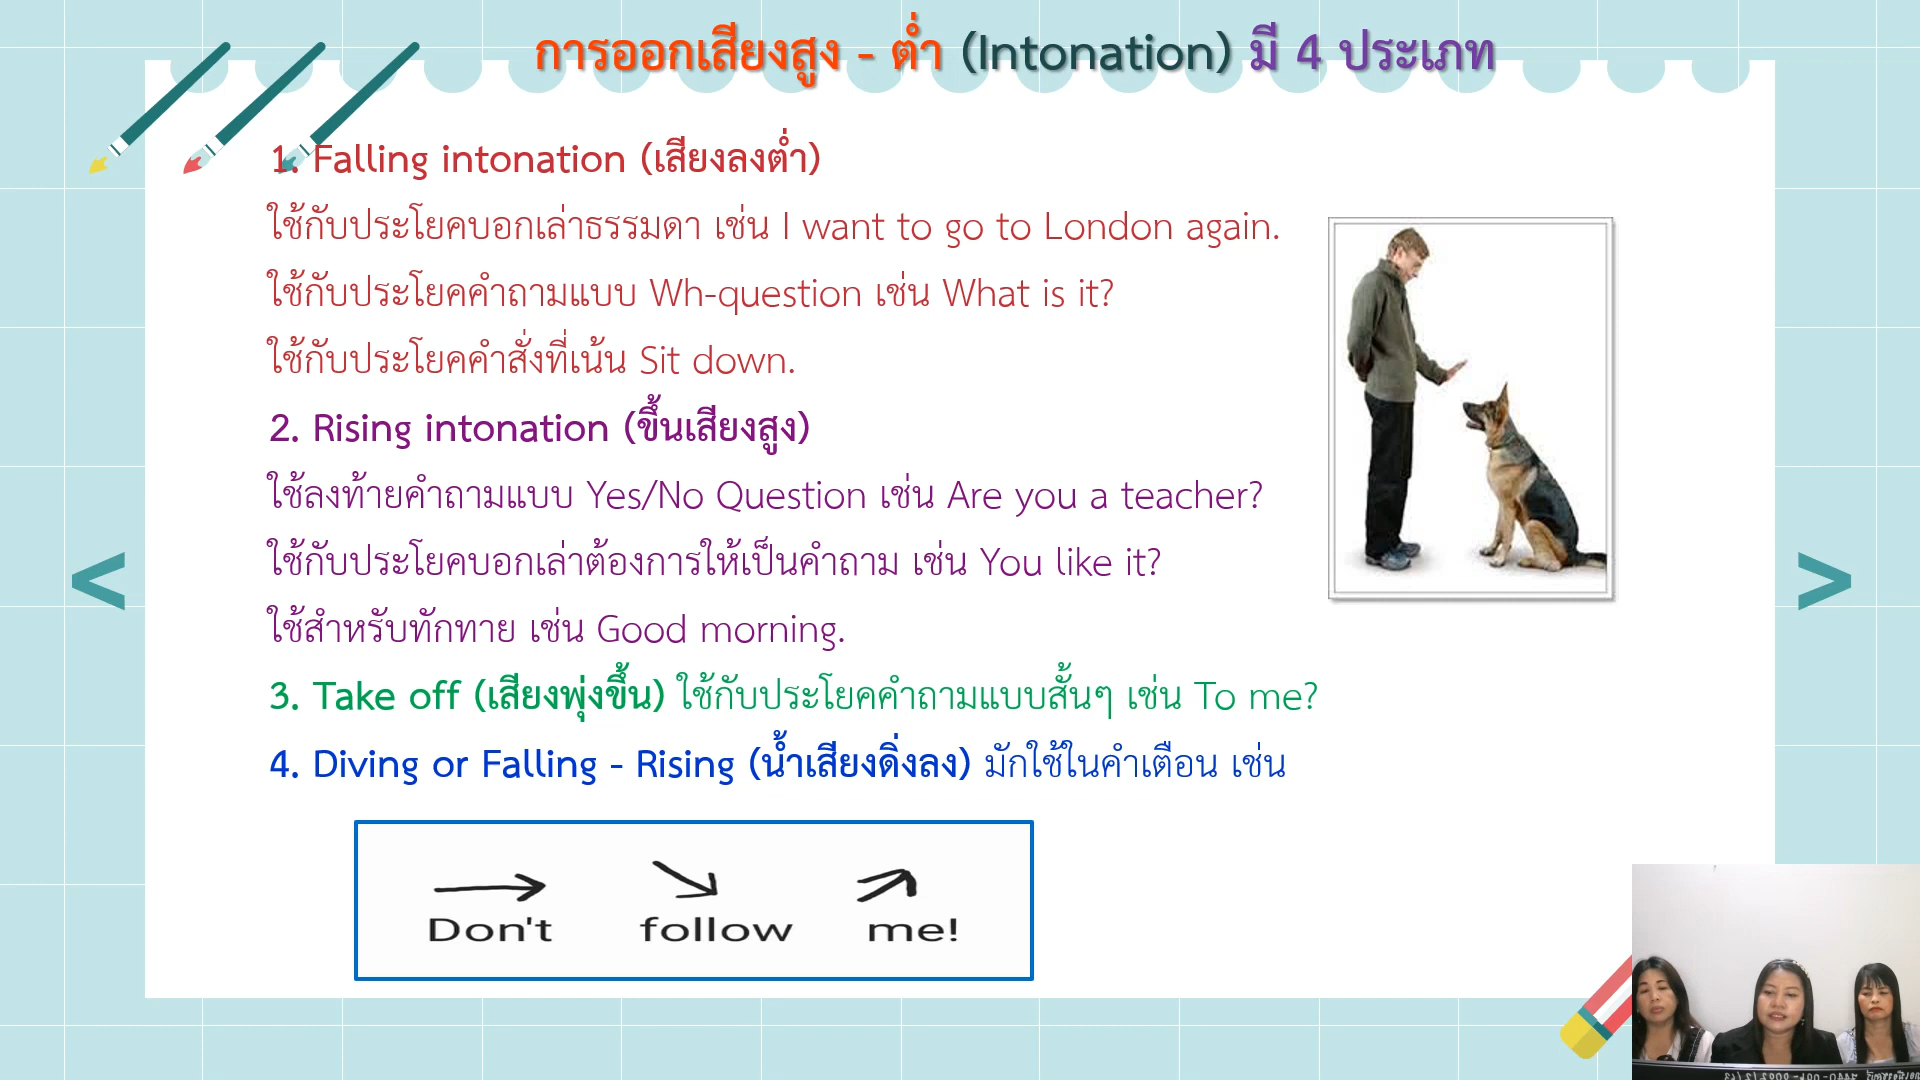 การออกเสียงสูง - ต่ำ (Intonation) มี 4 ประเภท
1. Falling intonation (เสียงลงต่ำ)
ใช้กับประโยคบอกเล่าธรรมดา เช่น I want to go to London again.
ใช้กับประโยคคำถามแบบ Wh-question เช่น What is it?
ใช้กับประโยคคำสั่งที่เน้น Sit down.
2. Rising intonation (ขึ้นเสียงสูง)
ใช้ลงท้ายคำถามแบบ Yes/No Question เช่น Are you a teacher?
ใช้กับประโยคบอกเล่าต้องการให้เป็นคำถาม เช่น You like it?
ใช้สำหรับทักทาย เช่น Good morning.
3. Take off (เสียงพุ่งขึ้น) ใช้กับประโยคคำถามแบบสั้นๆ เช่น To me?
4. Diving or Falling - Rising (น้ำเสียงดิ่งลง) มักใช้ในคำเตือน เช่น
Don't follow me!